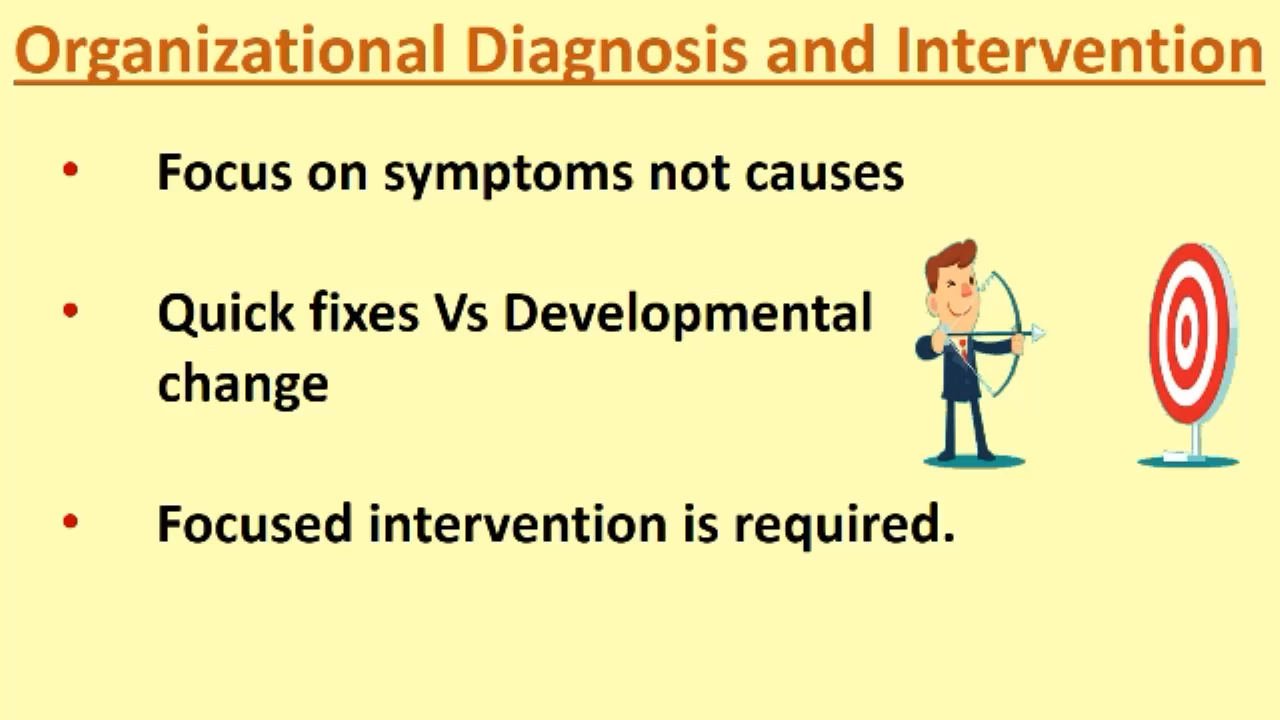 Organizational Diagnosis and Intervention
• Focus on symptoms not causes
• Quick fixes Vs Developmental
change
• Focused intervention is required.